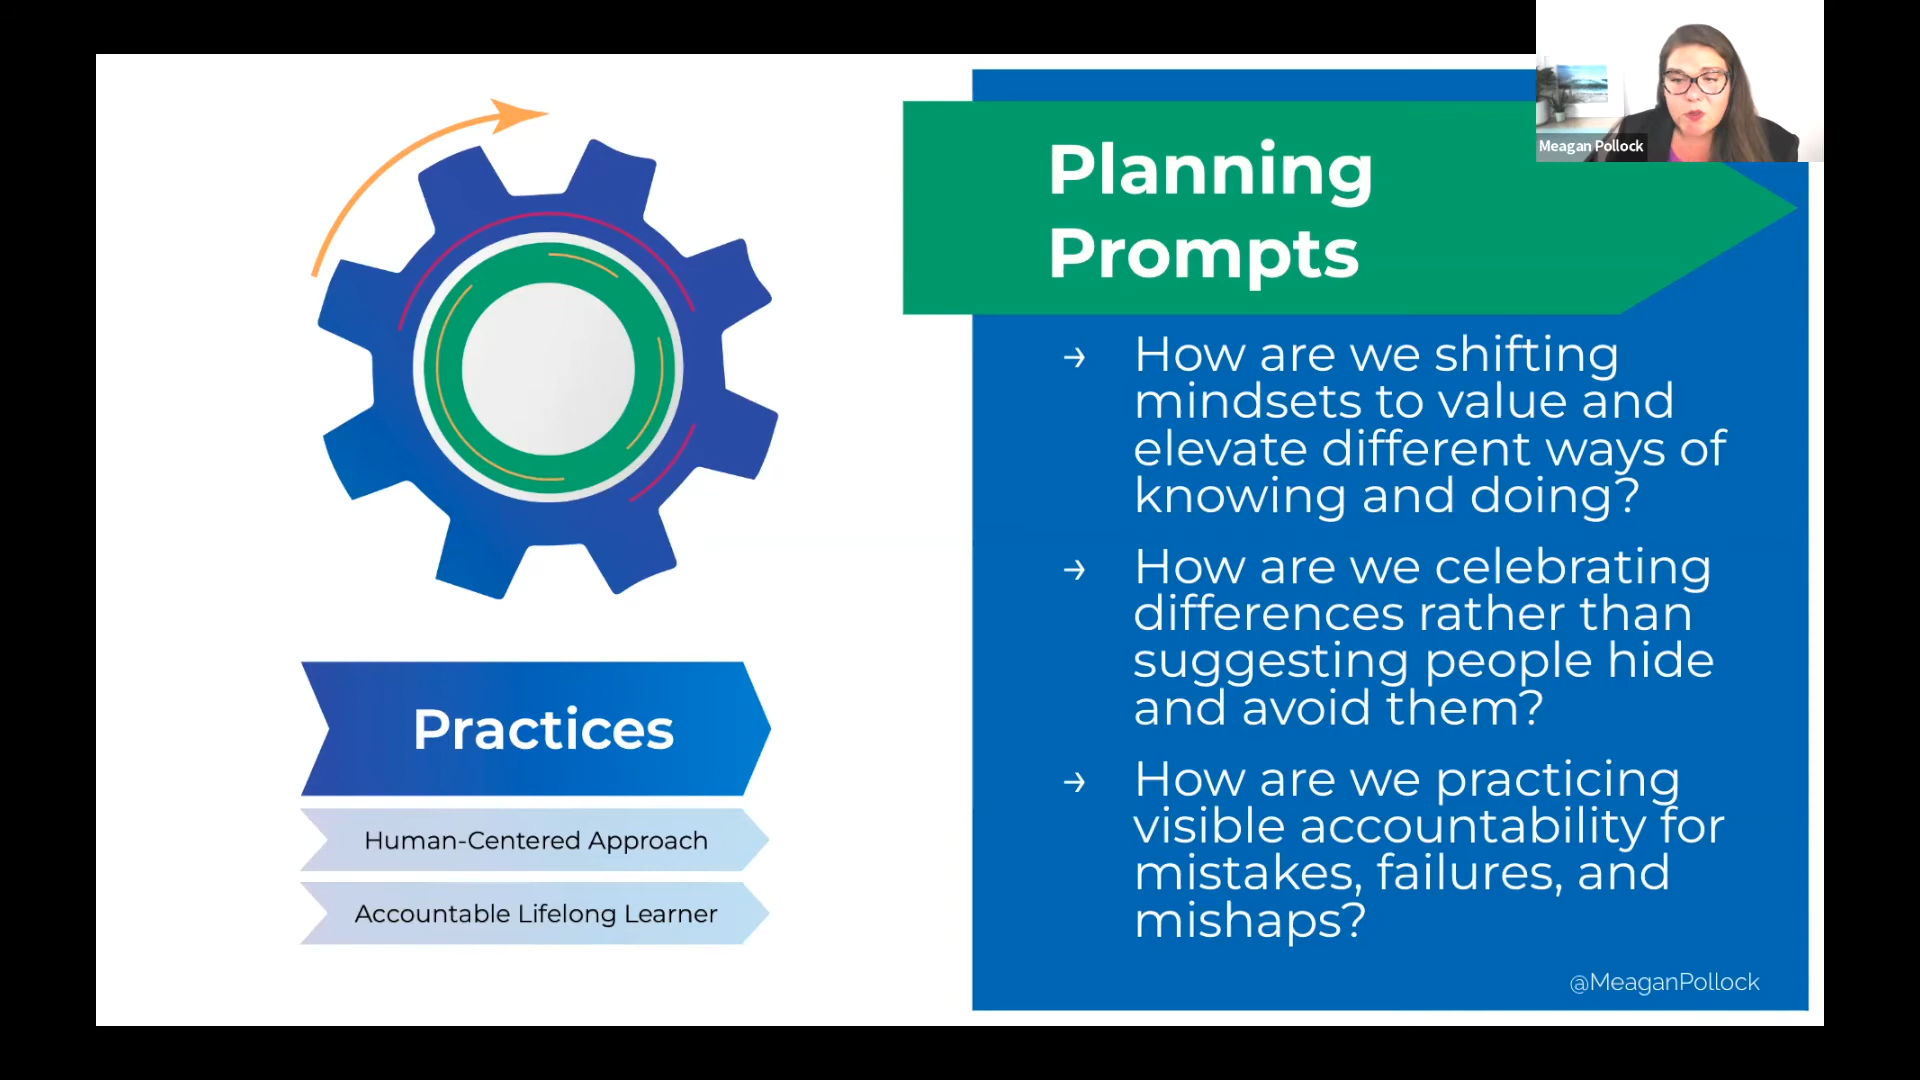 Meagan Pollock
Planning
Prompts
→ How are we shifting
mindsets to value and
elevate different ways of
knowing and doing?
→ How are we celebrating
differences rather than
suggesting people hide
and avoid them?
→ How are we practicing
visible accountability for
mistakes, failures, and
mishaps?
@MeaganPollock
Practices
Human-Centered Approach
Accountable Lifelong Learner